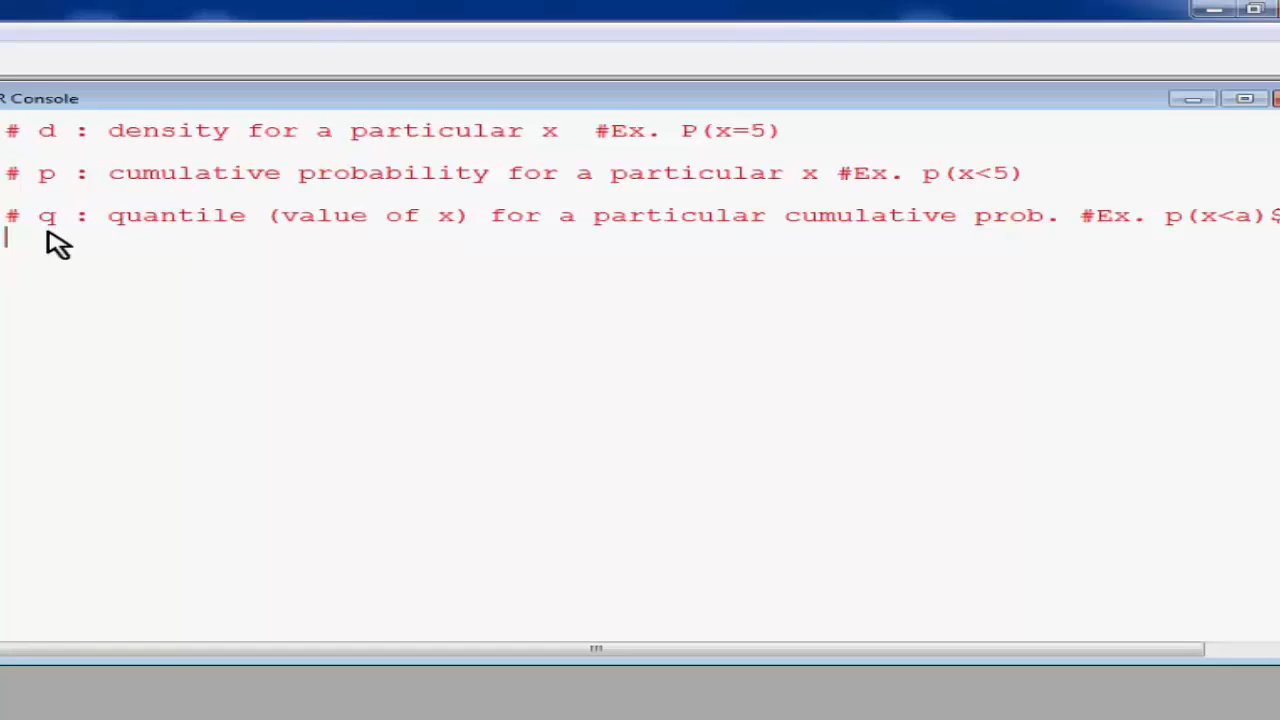 R Console
# d : density for a particular x #Ex. P(x=5)
# p : cumulative probability for a particular x #Ex. p(x<5)
# q : quantile (value of x) for a particular cumulative prob. #Ex. p(x<a)$